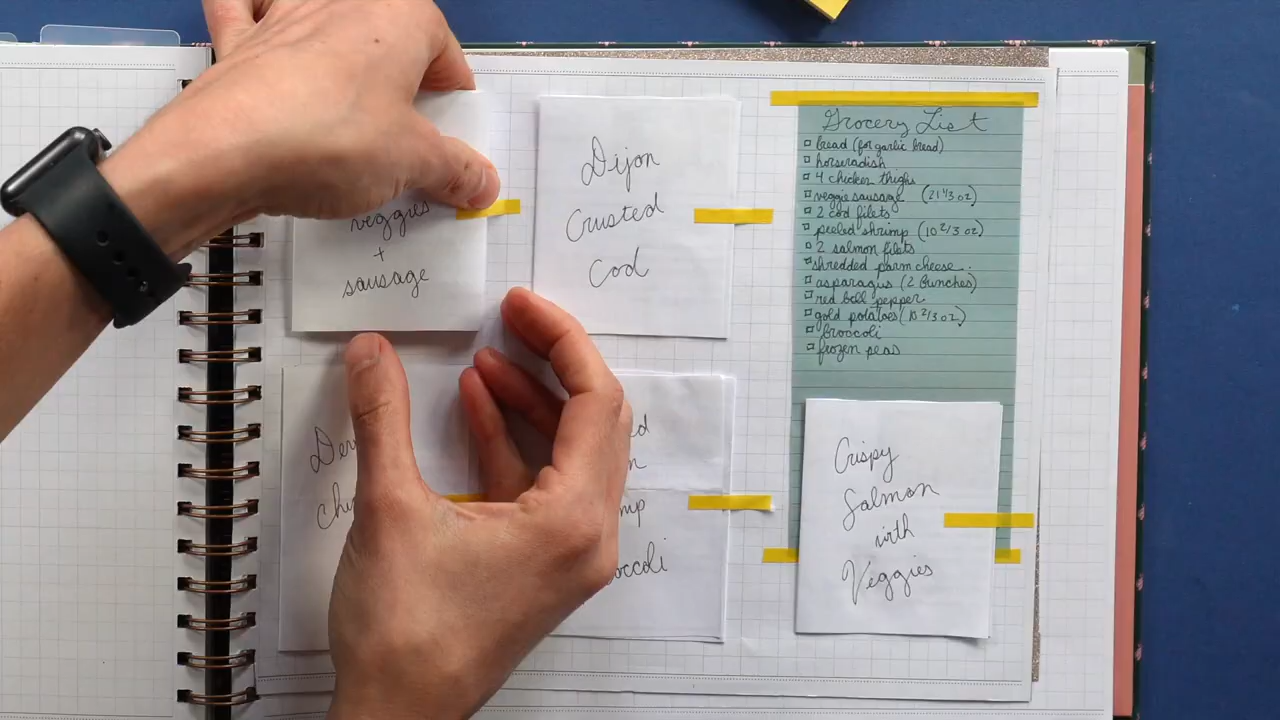 veggies
+
sausage
Dijon
Crusted
Cod
Grocery List
bread (for garlic bread)
horseradish
4 chicken thighs
veggie sausage (21 1/3 oz)
2 cod filets
peeled shrimp (10 2/3 oz)
2 salmon filets
shredded parm cheese
asparagus (2 bunches)
red bell pepper
gold potatoes (10 2/3 oz)
broccoli
frozen peas
Crispy
Salmon
with
Veggies